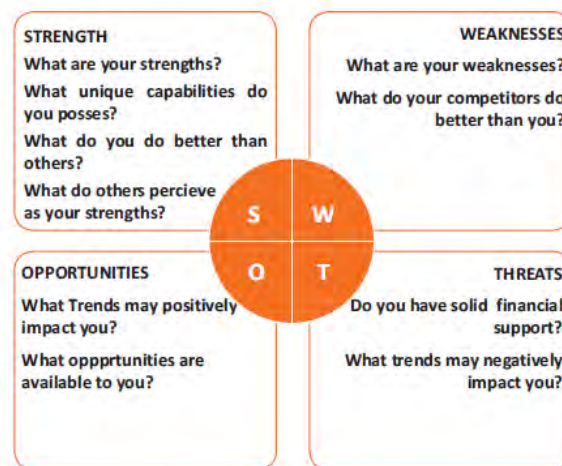 STRENGTH
What are your strengths?
What unique capabilities do
you posses?
What do you do better than
others?
What do others percieve
as your strengths?
WEAKNESSES
What are your weaknesses?
What do your competitors do
better than you?
S W
O T
OPPORTUNITIES
What Trends may positively
impact you?
What oppprtunities are
available to you?
THREATS
Do you have solid financial
support?
What trends may negatively
impact you?